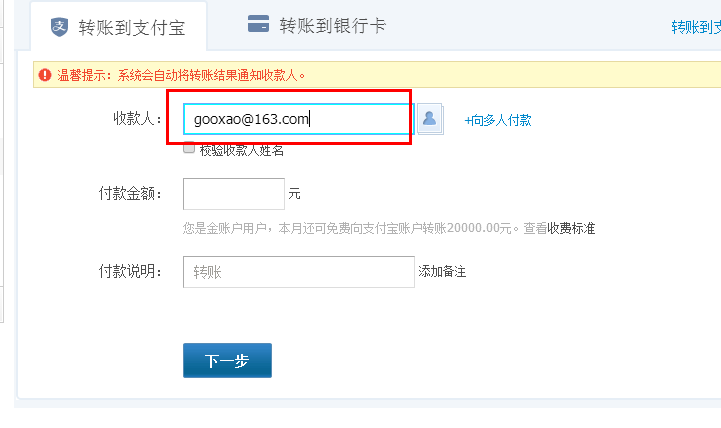 转账到支付宝 转账到银行卡 转账到支
温馨提示：系统会自动将转账结果通知收款人。
收款人： gooxao@163.com +向多人付款
校验收款人姓名
付款金额： 元
您是金账户用户，本月还可免费向支付宝账户转账20000.00元。查看收费标准
付款说明： 转账 添加备注
下一步